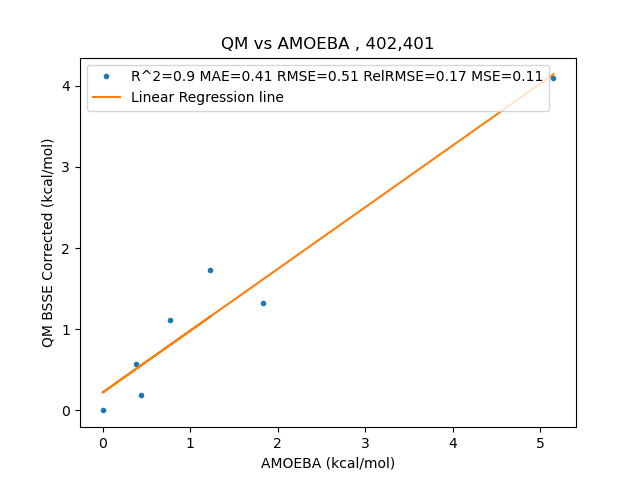 QM vs AMOEBA , 402,401
R^2=0.9 MAE=0.41 RMSE=0.51 RelRMSE=0.17 MSE=0.11
Linear Regression line
QM BSSE Corrected (kcal/mol)
4
3
2
1
0
0 1 2 3 4 5
AMOEBA (kcal/mol)